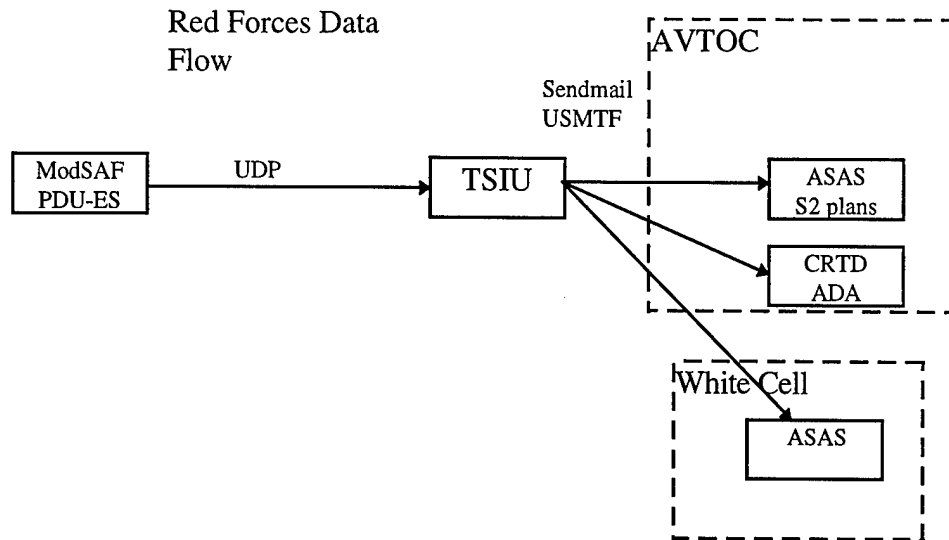 Red Forces Data
Flow
AVTOC
Sendmail
USMTF
ModSAF
PDU-ES
UDP
TSIU
ASAS
S2 plans
CRTD
ADA
White Cell
ASAS